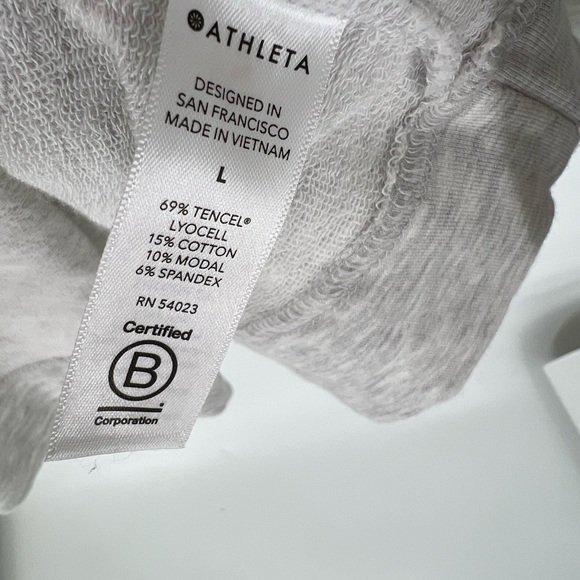 ATHLETA
DESIGNED IN
SAN FRANCISCO
MADE IN VIETNAM
L
69% TENCEL®
LYOCELL
15% COTTON
10% MODAL
6% SPANDEX
RN 54023
Certified
B
Corporation